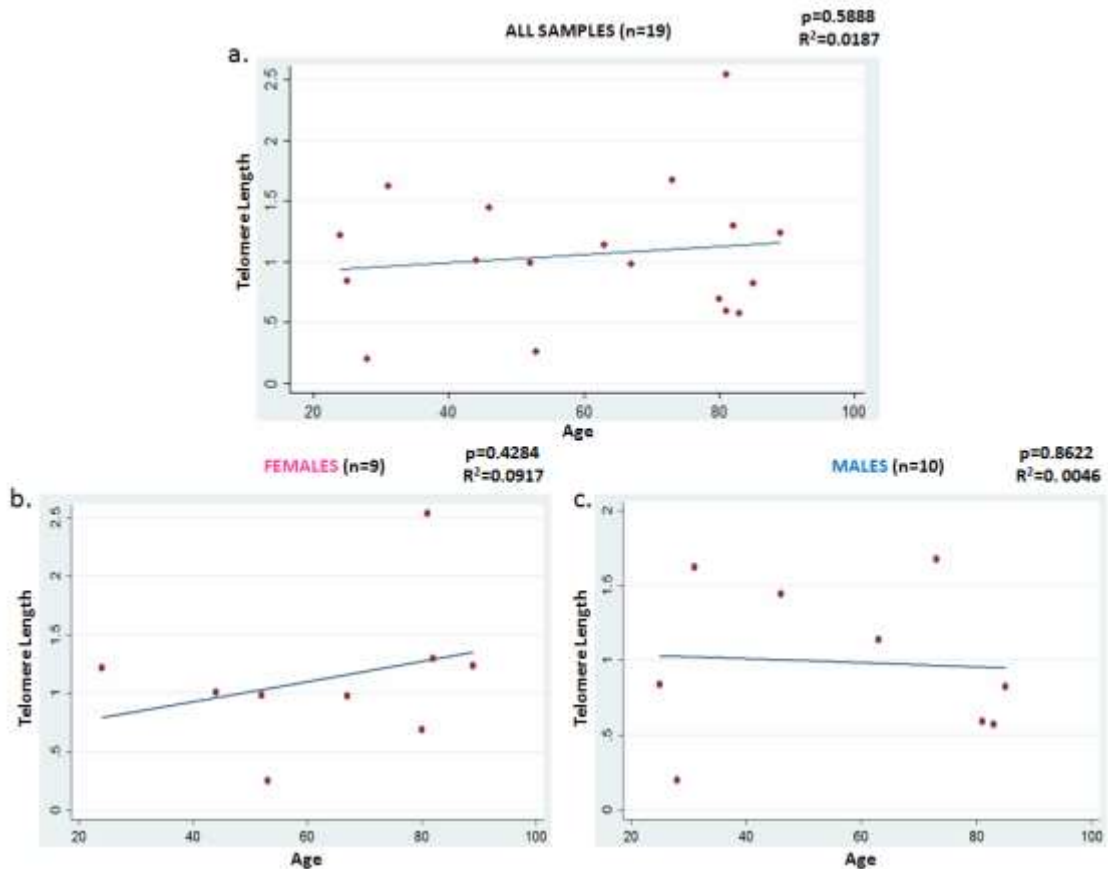 ALL SAMPLES (n=19)
p=0.5888
R²=0.0187
a.
Telomere Length
2.5
2
1.5
1
.5
0
20 40 60 80 100
Age
FEMALES (n=9)
p=0.4284
R²=0.0917
b.
Telomere Length
2.5
2
1.5
1
.5
0
20 40 60 80 100
Age
MALES (n=10)
p=0.8622
R²=0. 0046
c.
Telomere Length
2
1.5
1
.5
0
20 40 60 80 100
Age